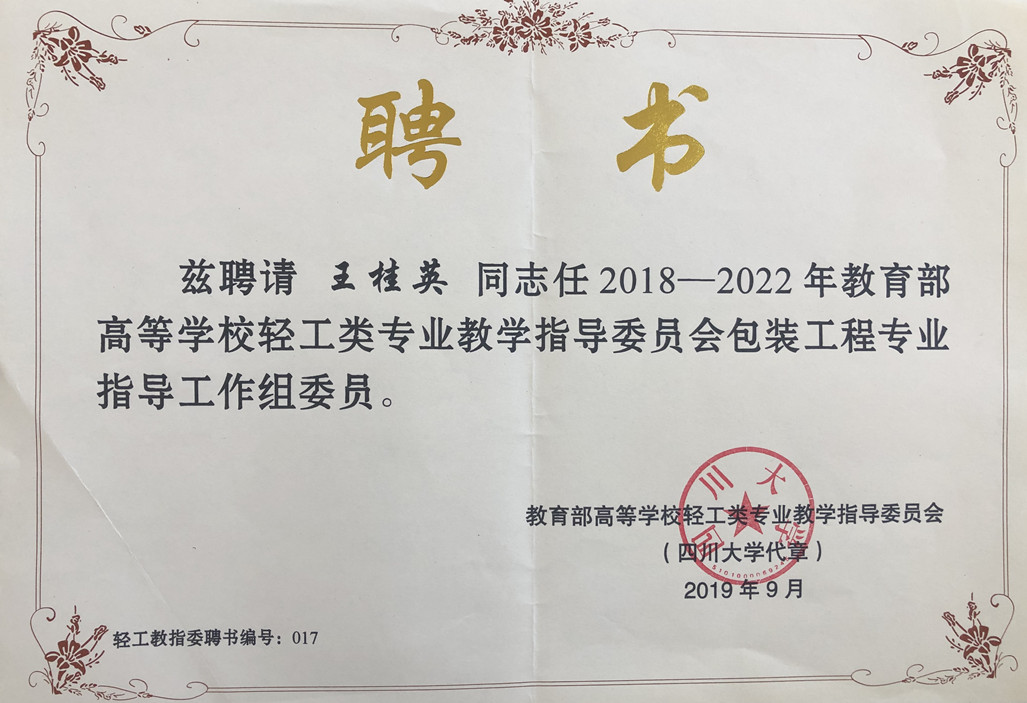 聘书
兹聘请 王桂英 同志任2018—2022年教育部
高等学校轻工类专业教学指导委员会包装工程专业
指导工作组委员。
四川大学
教育部高等学校轻工类专业教学指导委员会
（四川大学代章）
2019年9月
轻工教指委聘书编号：017